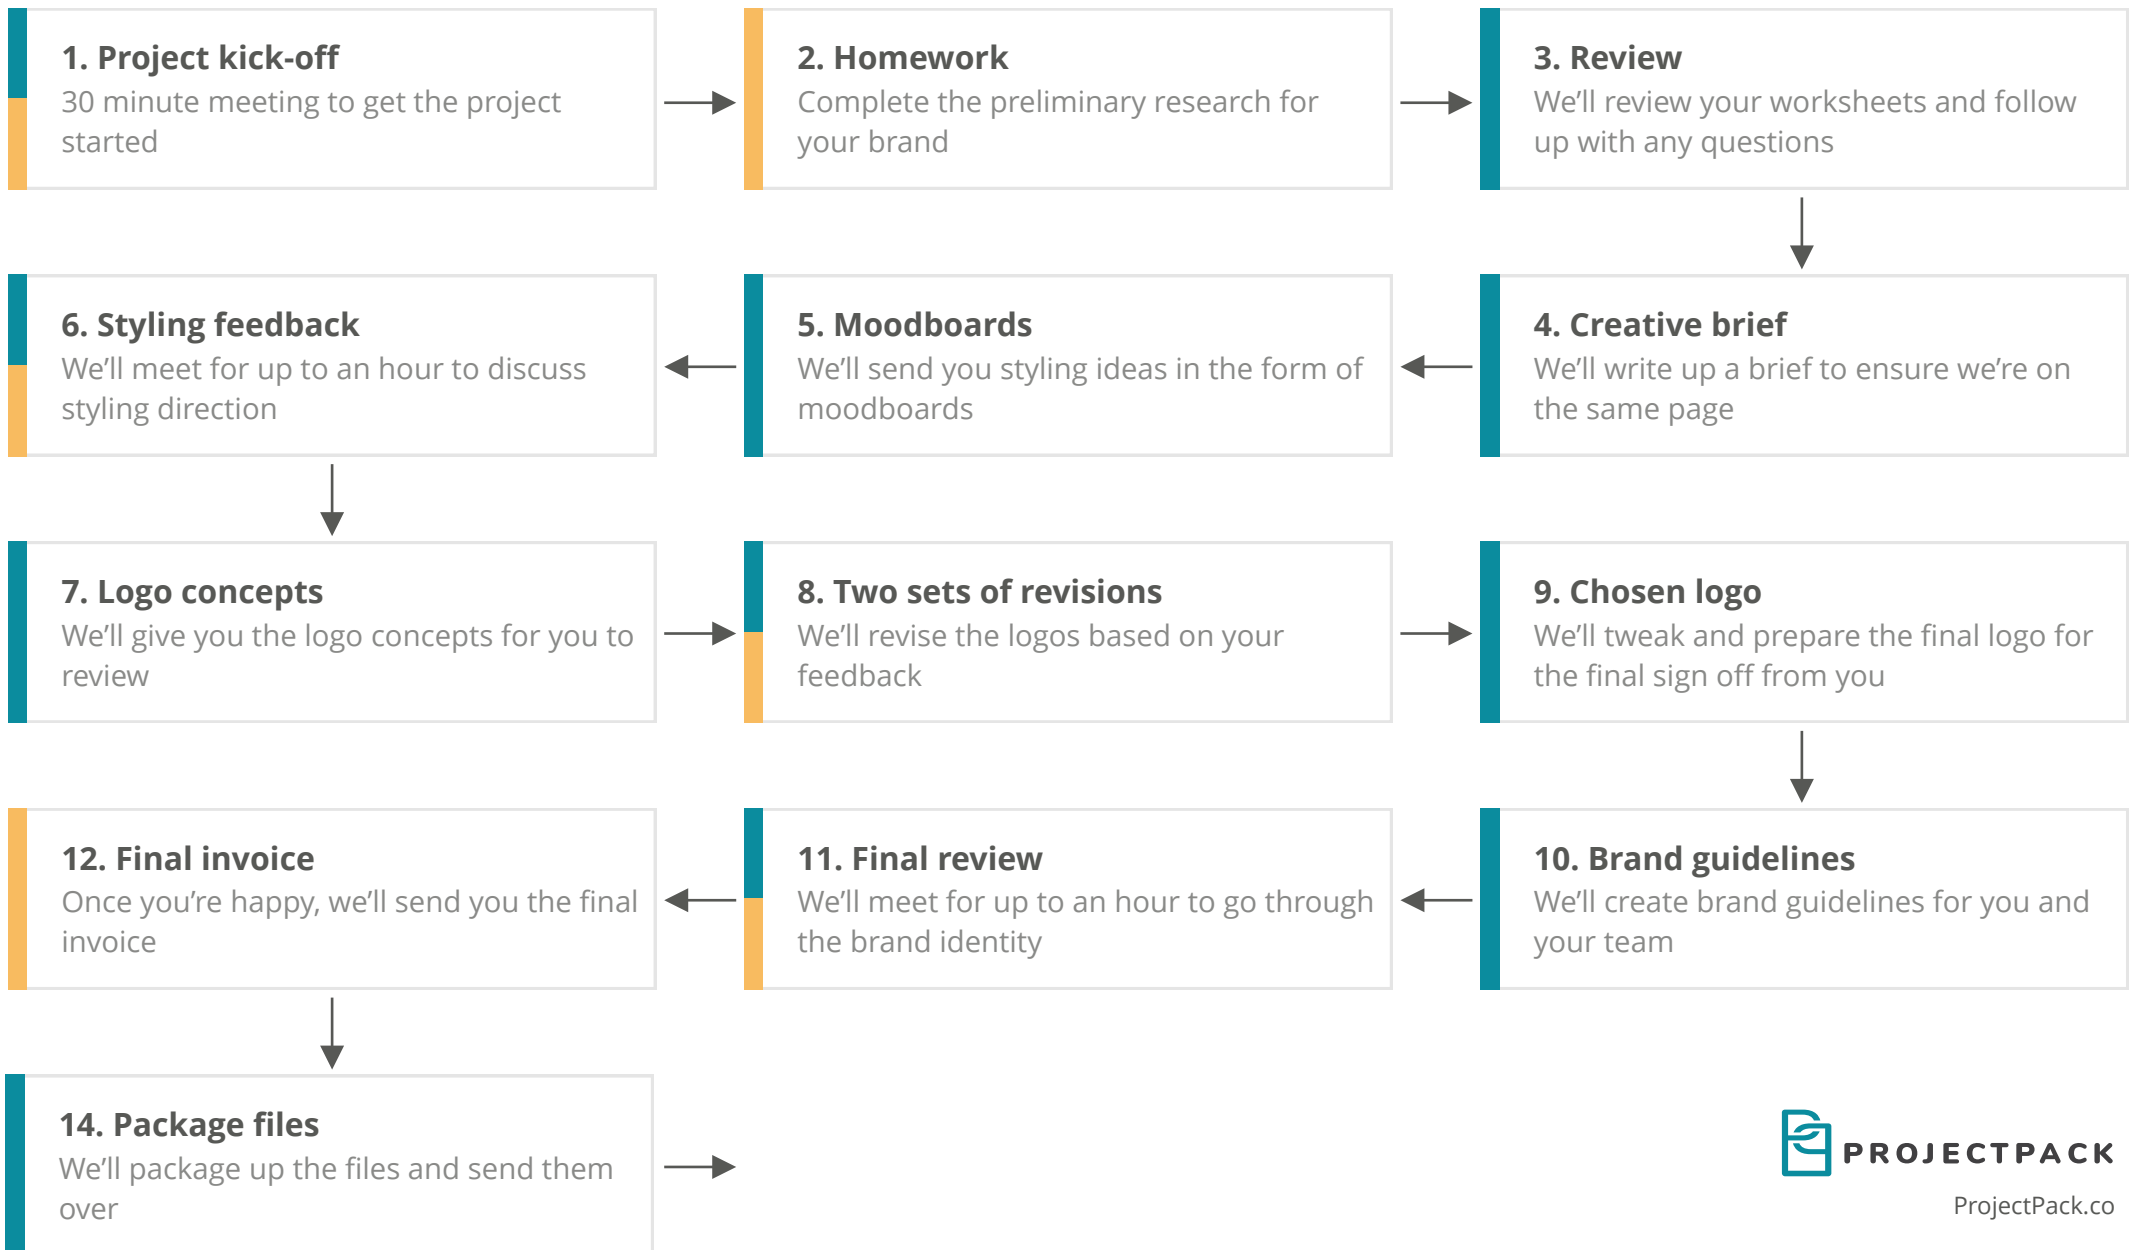 1. Project kick-off
30 minute meeting to get the project
started
2. Homework
Complete the preliminary research for
your brand
3. Review
We’ll review your worksheets and follow
up with any questions
6. Styling feedback
We’ll meet for up to an hour to discuss
styling direction
5. Moodboards
We’ll send you styling ideas in the form of
moodboards
4. Creative brief
We’ll write up a brief to ensure we’re on
the same page
7. Logo concepts
We’ll give you the logo concepts for you to
review
8. Two sets of revisions
We’ll revise the logos based on your
feedback
9. Chosen logo
We’ll tweak and prepare the final logo for
the final sign off from you
12. Final invoice
Once you’re happy, we’ll send you the final
invoice
11. Final review
We’ll meet for up to an hour to go through
the brand identity
10. Brand guidelines
We’ll create brand guidelines for you and
your team
14. Package files
We’ll package up the files and send them
over
PROJECTPACK
ProjectPack.co